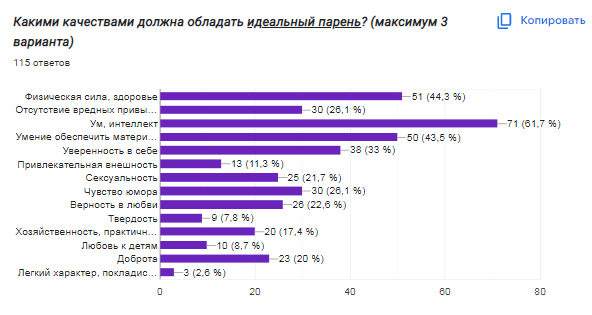 Какими качествами должна обладать идеальный парень? (максимум 3
варианта)
Копировать
115 ответов
Физическая сила, здоровье 51 (44,3 %)
Отсутствие вредных привы... 30 (26,1 %)
Ум, интеллект 71 (61,7 %)
Умение обеспечить матери... 50 (43,5 %)
Уверенность в себе 38 (33 %)
Привлекательная внешность 13 (11,3 %)
Сексуальность 25 (21,7 %)
Чувство юмора 30 (26,1 %)
Верность в любви 26 (22,6 %)
Твердость 9 (7,8 %)
Хозяйственность, практичн... 20 (17,4 %)
Любовь к детям 10 (8,7 %)
Доброта 23 (20 %)
Легкий характер, покладис... 3 (2,6 %)
0 20 40 60 80